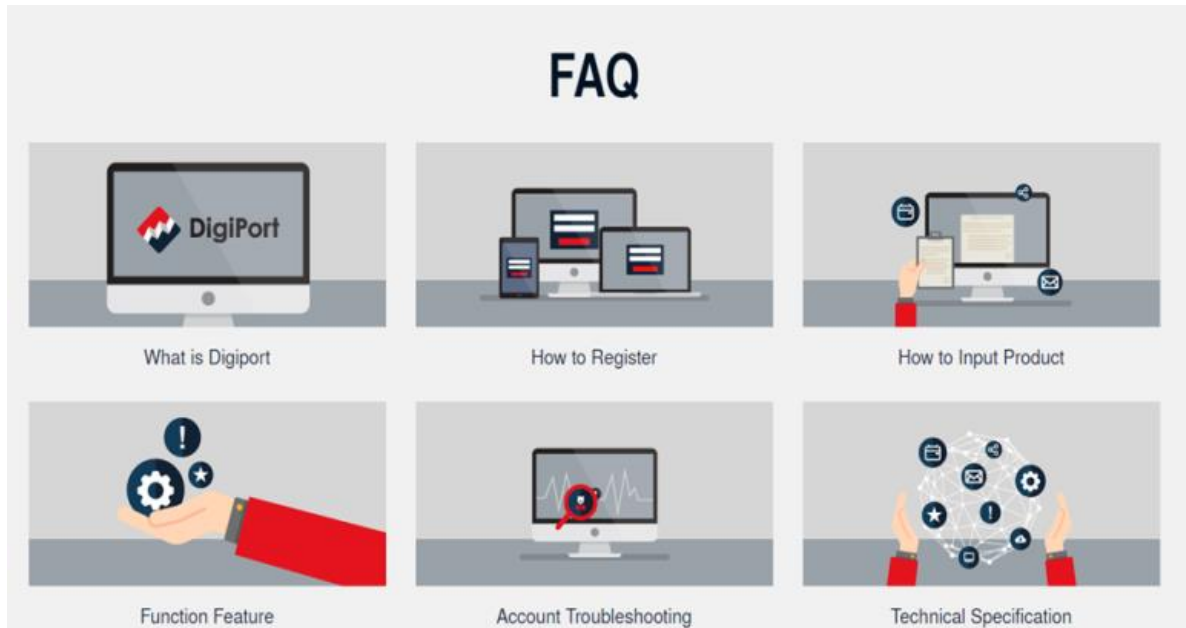 FAQ
DigiPort
What is Digiport
How to Register
How to Input Product
Function Feature
Account Troubleshooting
Technical Specification